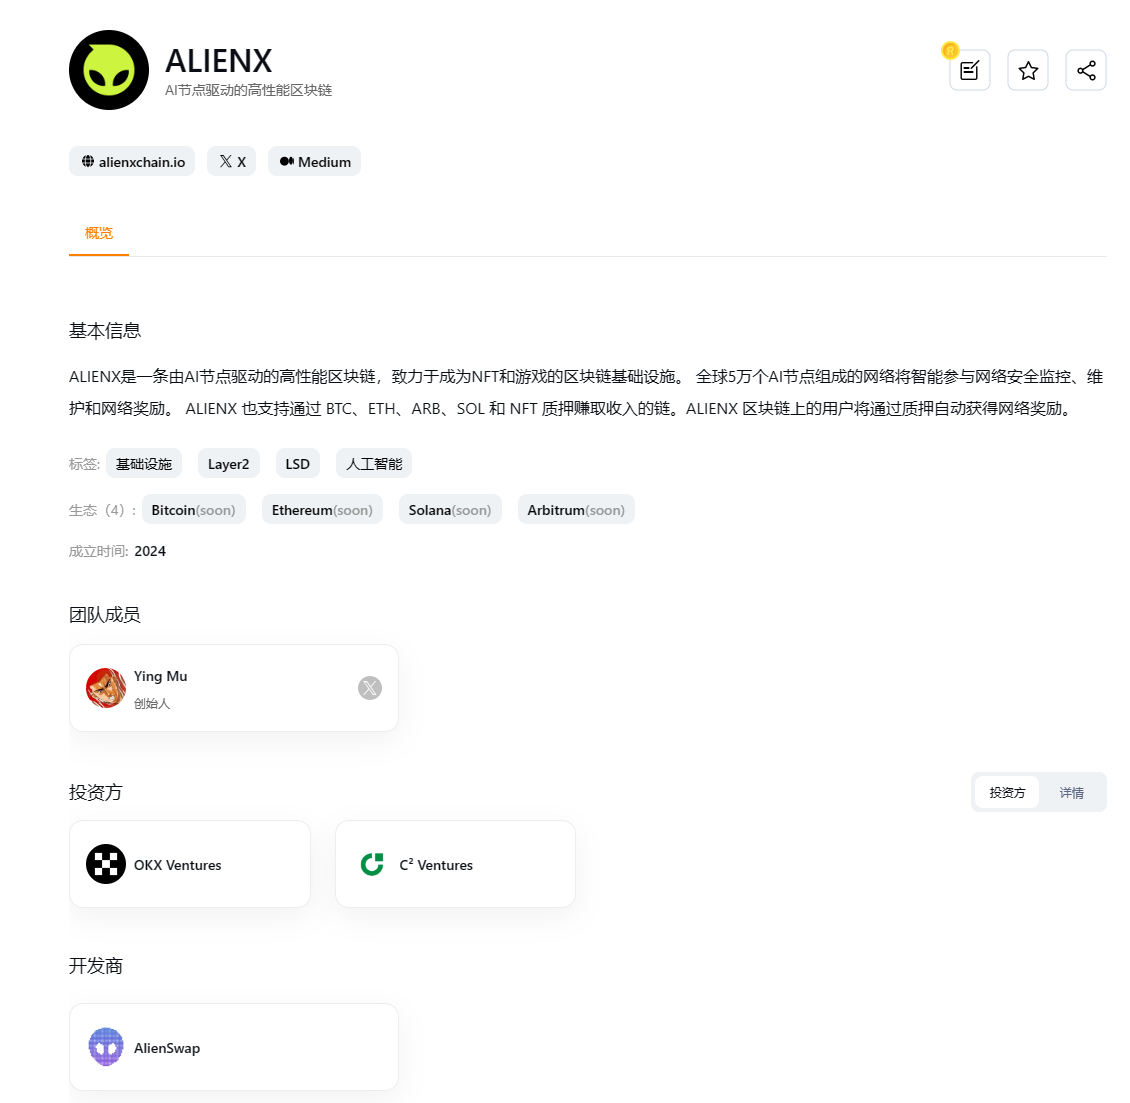 ALIENX
AI节点驱动的高性能区块链
alienxchain.io X Medium
概览
基本信息
ALIENX是一条由AI节点驱动的高性能区块链，致力于成为NFT和游戏的区块链基础设施。 全球5万个AI节点组成的网络将智能参与网络安全监控、维
护和网络奖励。 ALIENX 也支持通过 BTC、ETH、ARB、SOL 和 NFT 质押赚取收入的链。ALIENX 区块链上的用户将通过质押自动获得网络奖励。
标签: 基础设施 Layer2 LSD 人工智能
生态（4）: Bitcoin(soon) Ethereum(soon) Solana(soon) Arbitrum(soon)
成立时间: 2024
团队成员
Ying Mu
创始人
投资方
投资方 详情
OKX Ventures
C² Ventures
开发商
AlienSwap